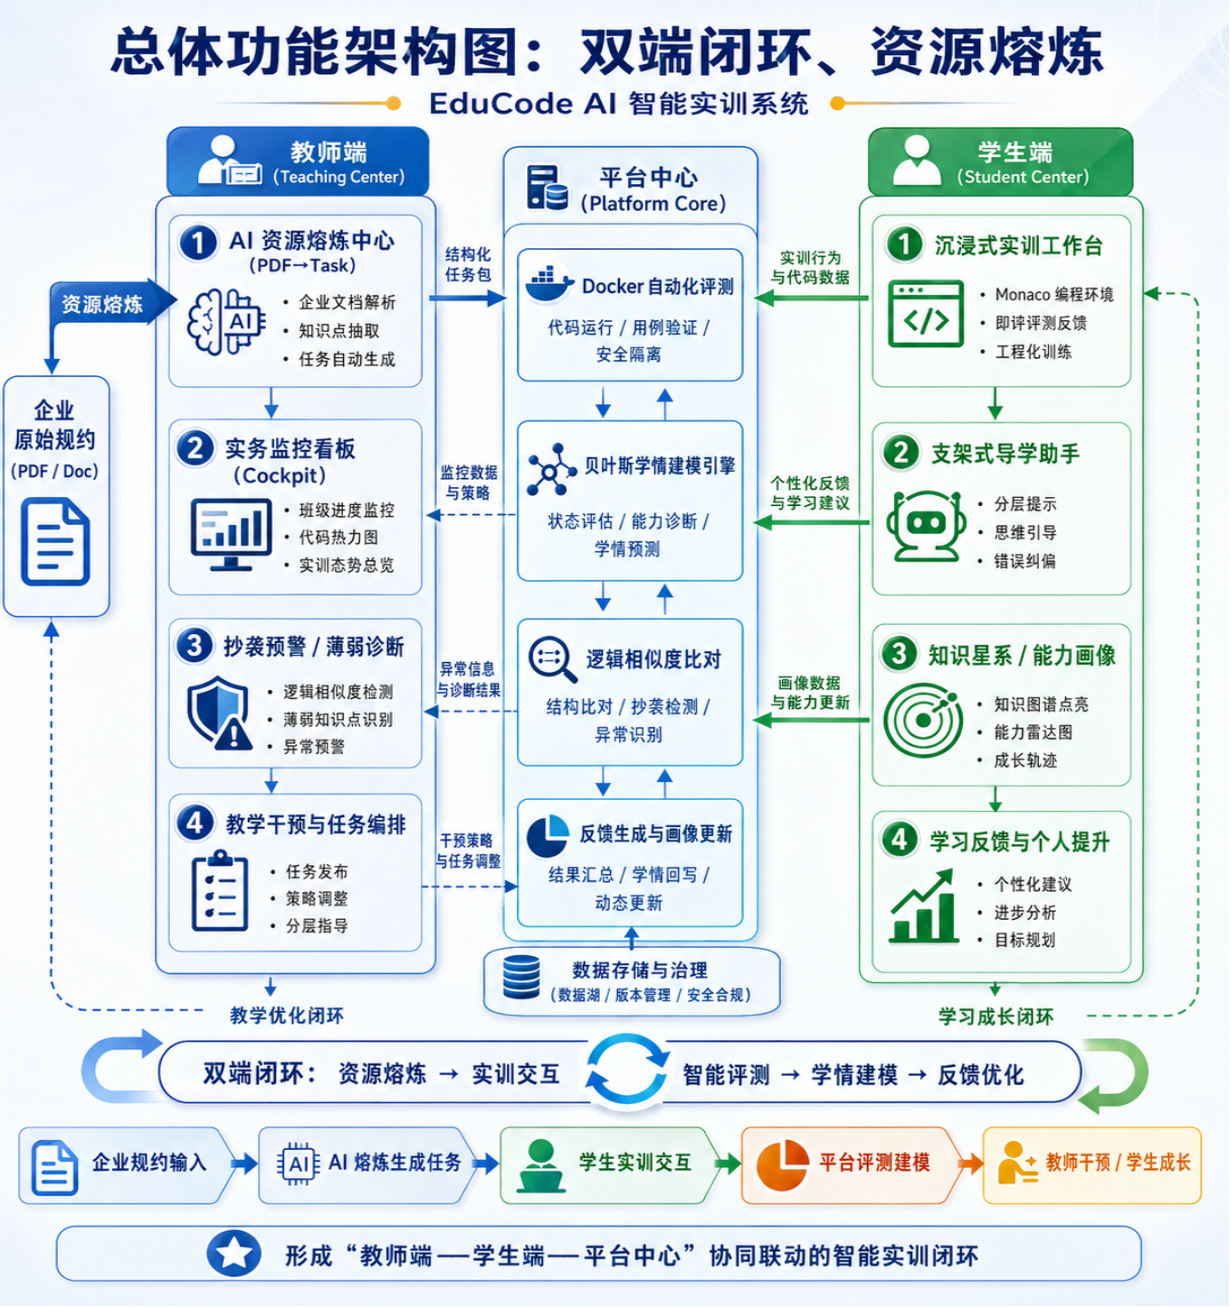 总体功能架构图：双端闭环、资源熔炼
EduCode AI 智能实训系统
资源熔炼
企业
原始规约
(PDF / Doc)
教师端
(Teaching Center)
1 AI 资源熔炼中心
(PDF→Task)
AI
• 企业文档解析
• 知识点抽取
• 任务自动生成
2 实务监控看板
(Cockpit)
• 班级进度监控
• 代码热力图
• 实训态势总览
3 抄袭预警 / 薄弱诊断
• 逻辑相似度检测
• 薄弱知识点识别
• 异常预警
4 教学干预与任务编排
• 任务发布
• 策略调整
• 分层指导
教学优化闭环
结构化
任务包
监控数据
与策略
异常信息
与诊断结果
干预策略
与任务调整
平台中心
(Platform Core)
Docker 自动化评测
代码运行 / 用例验证 /
安全隔离
贝叶斯学情建模引擎
状态评估 / 能力诊断 /
学情预测
逻辑相似度比对
结构比对 / 抄袭检测 /
异常识别
反馈生成与画像更新
结果汇总 / 学情回写 /
动态更新
数据存储与治理
(数据湖 / 版本管理 / 安全合规)
实训行为
与代码数据
个性化反馈
与学习建议
画像数据
与能力更新
学生端
(Student Center)
1 沉浸式实训工作台
</>
• Monaco 编程环境
• 即评测反馈
• 工程化训练
2 支架式导学助手
• 分层提示
• 思维引导
• 错误纠偏
3 知识星系 / 能力画像
• 知识图谱点亮
• 能力雷达图
• 成长轨迹
4 学习反馈与个人提升
• 个性化建议
• 进步分析
• 目标规划
学习成长闭环
双端闭环： 资源熔炼 → 实训交互 智能评测 → 学情建模 → 反馈优化
企业规约输入
AI
AI 熔炼生成任务
学生实训交互
平台评测建模
教师干预 / 学生成长
形成“教师端——学生端——平台中心”协同联动的智能实训闭环